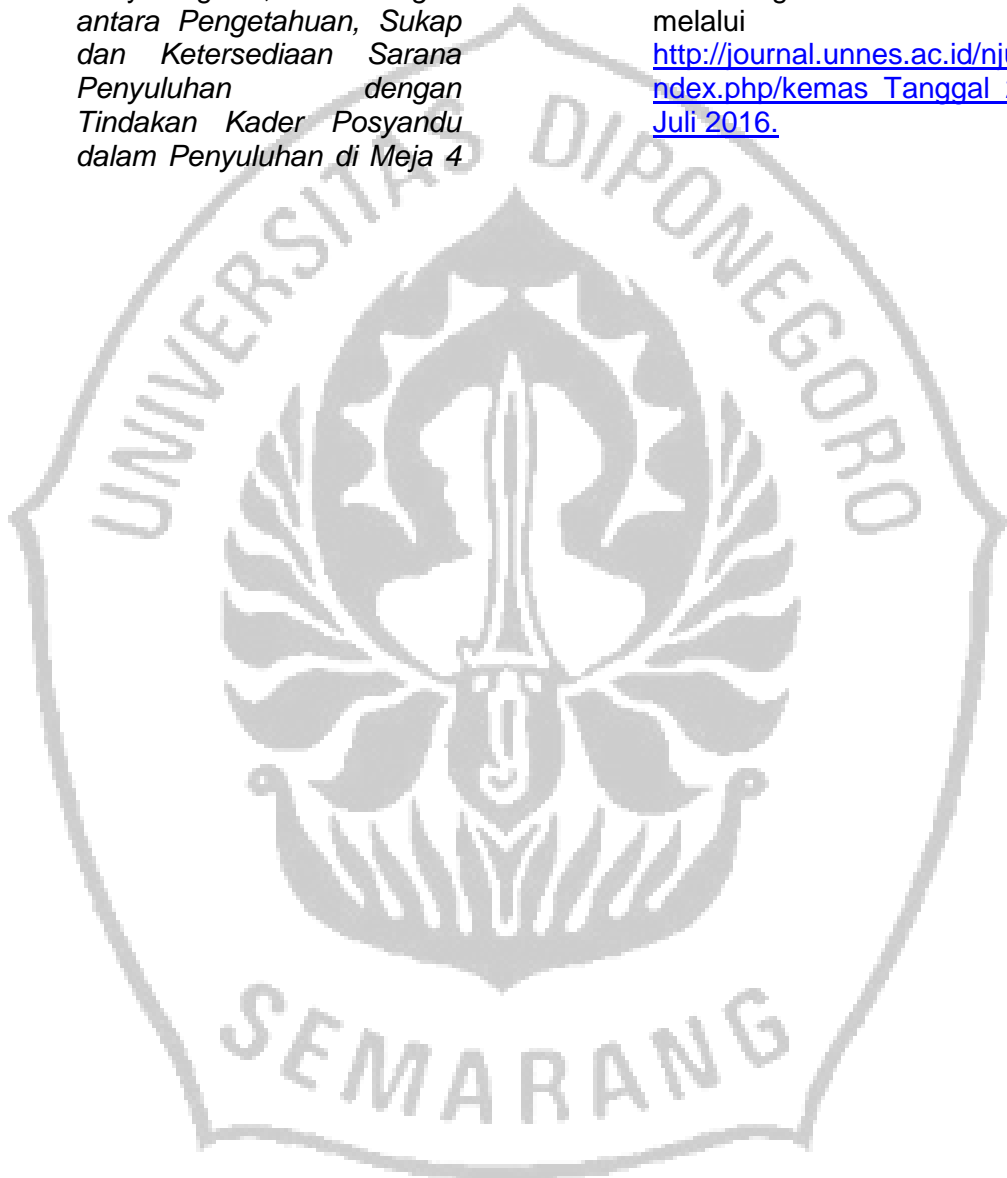 antara Pengetahuan, Sukap
dan Ketersediaan Sarana
Penyuluhan dengan
Tindakan Kader Posyandu
dalam Penyuluhan di Meja 4
melalui
http://journal.unnes.ac.id/nju
ndex.php/kemas Tanggal
Juli 2016.
UNIVERSITAS DIPONEGORO
SEMARANG